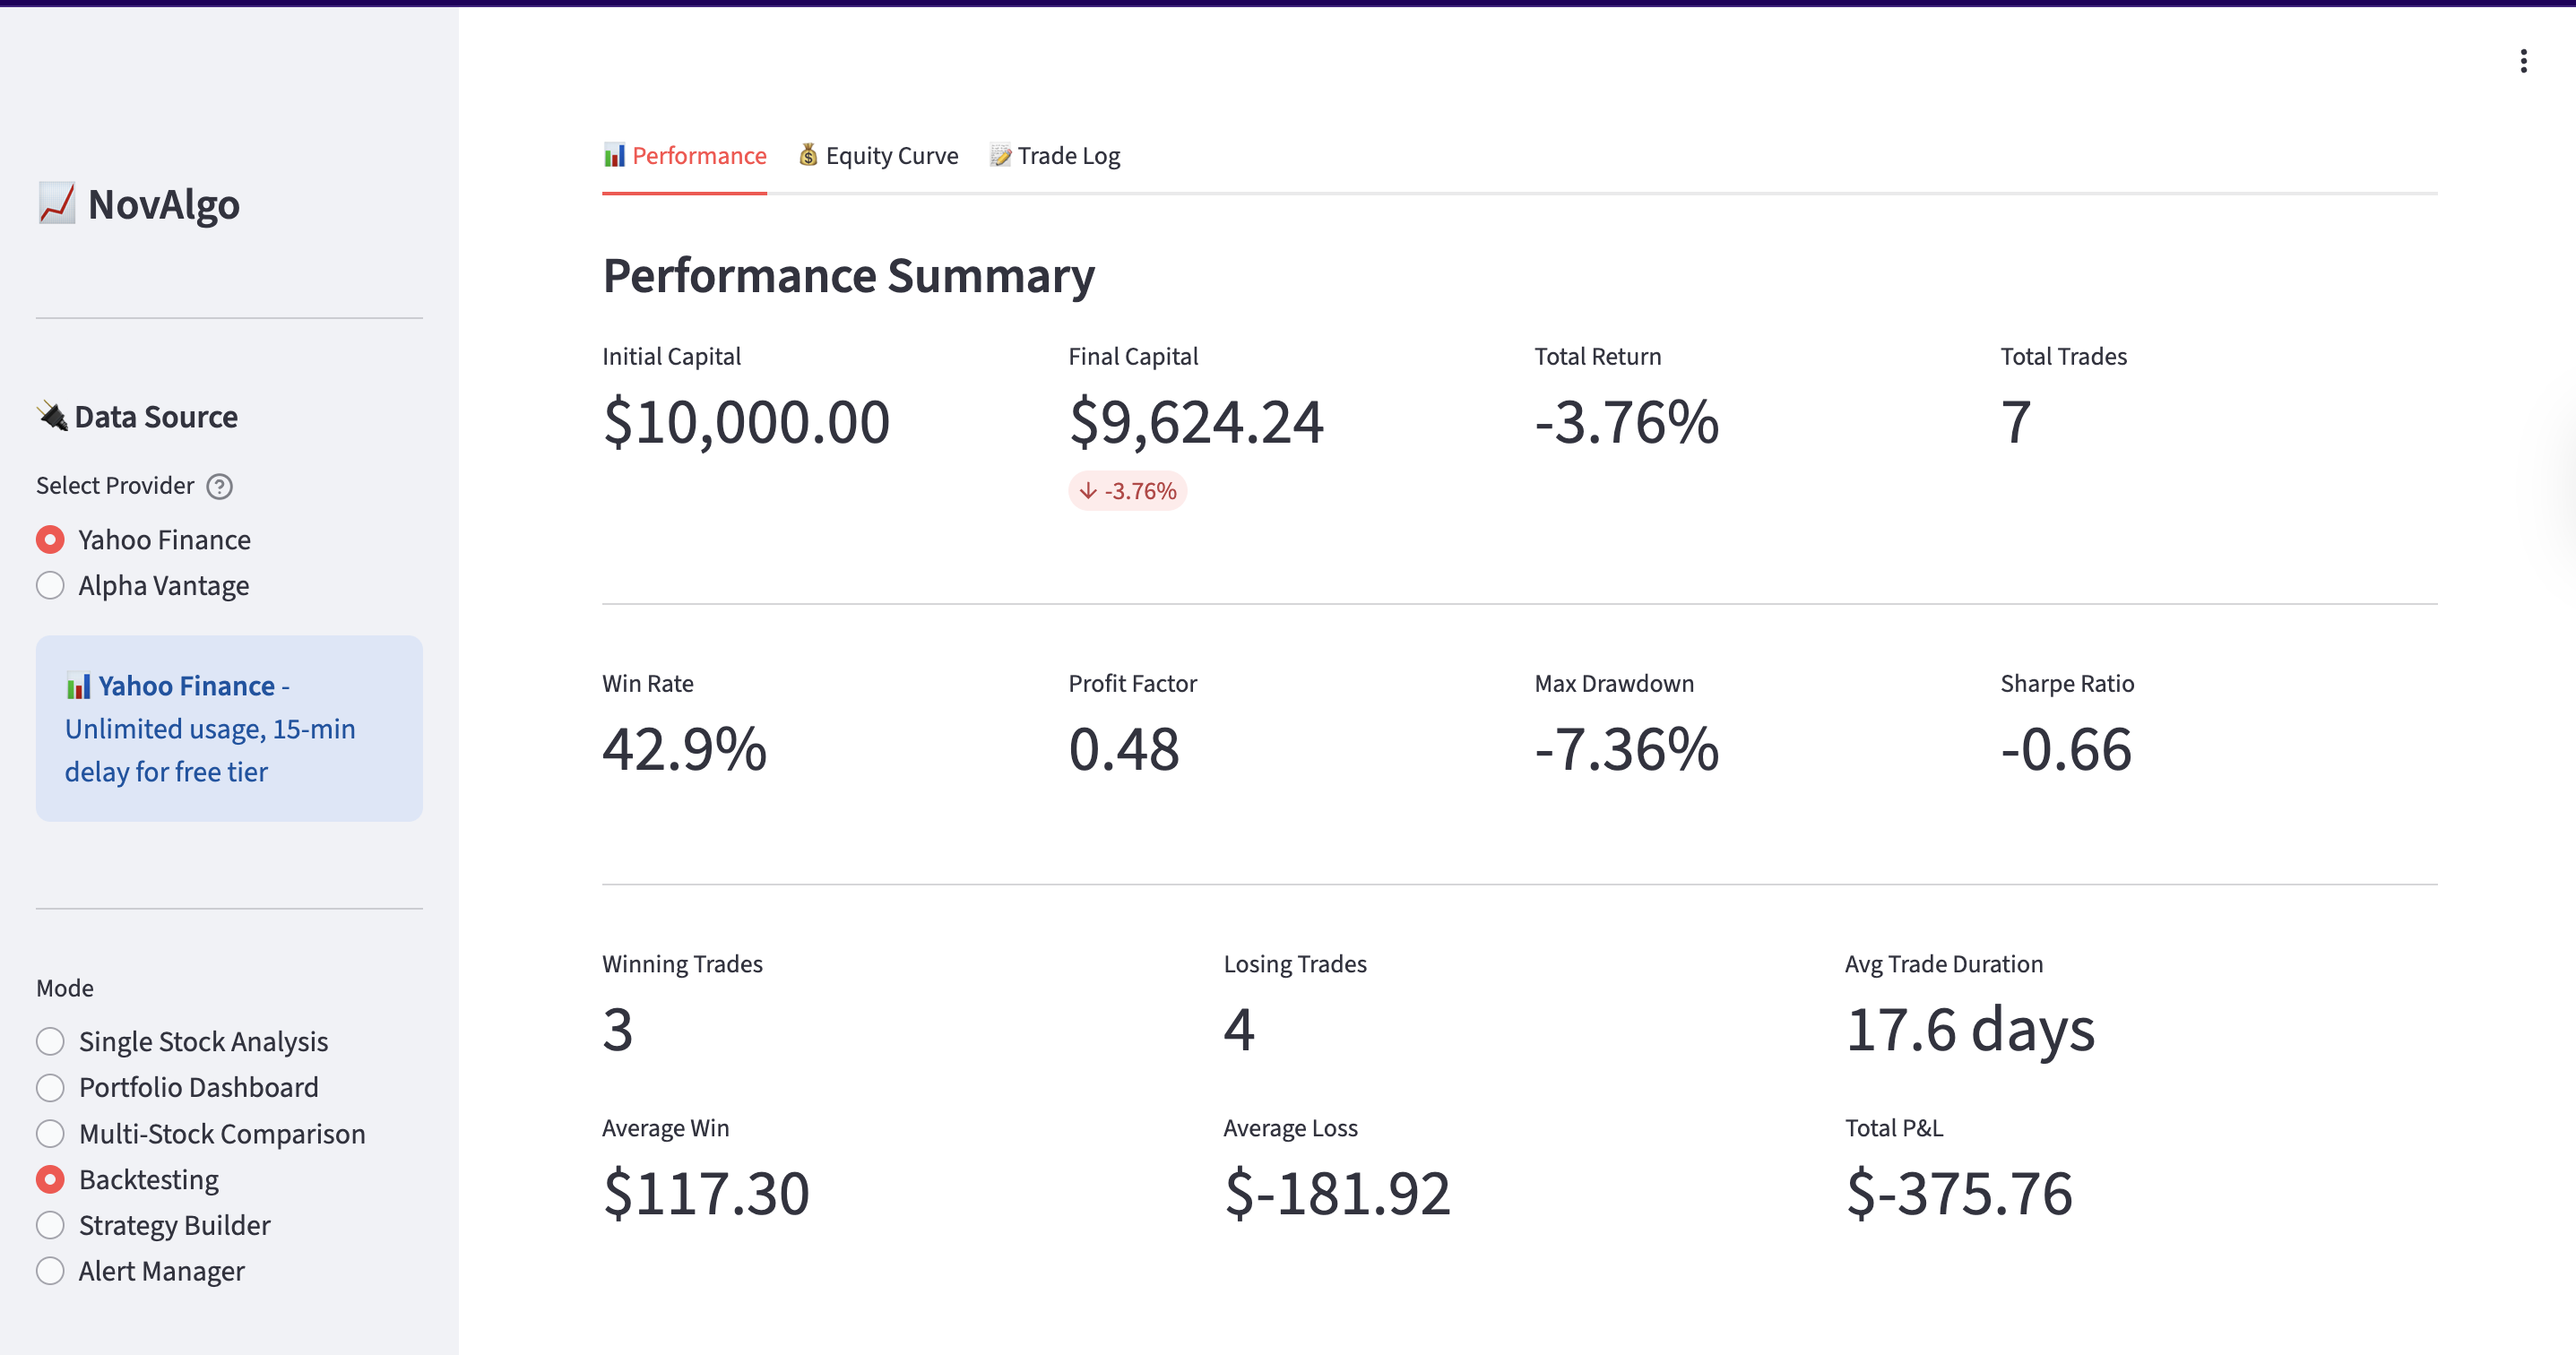 NovAlgo
Data Source
Select Provider ?
Yahoo Finance
Alpha Vantage
Yahoo Finance -
Unlimited usage, 15-min
delay for free tier
Mode
Single Stock Analysis
Portfolio Dashboard
Multi-Stock Comparison
Backtesting
Strategy Builder
Alert Manager
Performance Equity Curve Trade Log
Performance Summary
Initial Capital Final Capital Total Return Total Trades
$10,000.00 $9,624.24 -3.76% 7
↓ -3.76%
Win Rate Profit Factor Max Drawdown Sharpe Ratio
42.9% 0.48 -7.36% -0.66
Winning Trades Losing Trades Avg Trade Duration
3 4 17.6 days
Average Win Average Loss Total P&L
$117.30 $-181.92 $-375.76